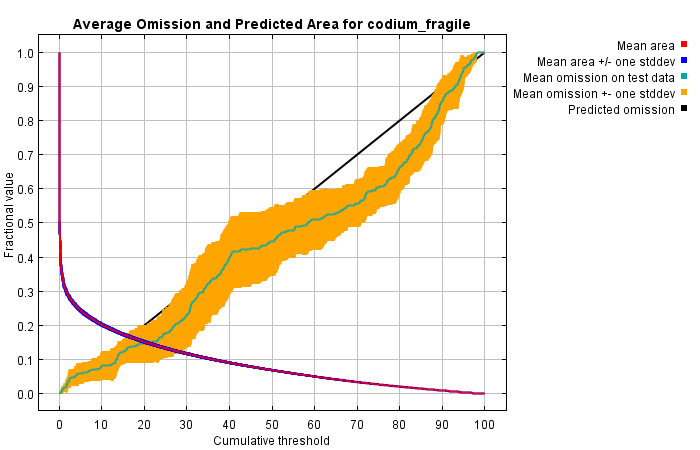 Average Omission and Predicted Area for codium_fragile
Mean area
Mean area +/- one stddev
Mean omission on test data
Mean omission +- one stddev
Predicted omission
Fractional value
1.0
0.9
0.8
0.7
0.6
0.5
0.4
0.3
0.2
0.1
0.0
0 10 20 30 40 50 60 70 80 90 100
Cumulative threshold